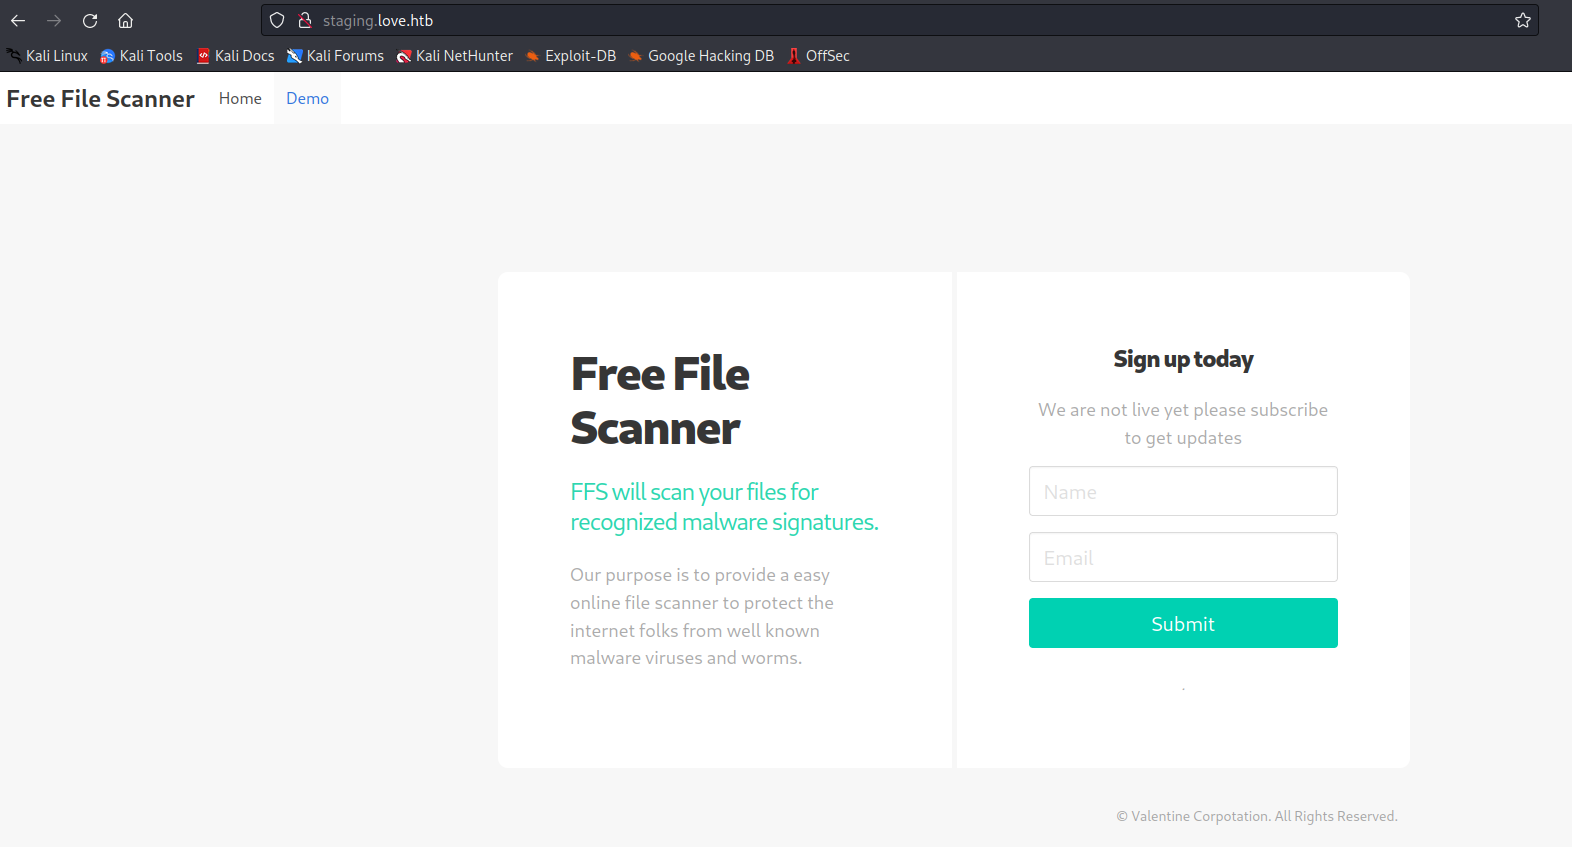 staging.love.htb
Kali Linux Kali Tools Kali Docs Kali Forums Kali NetHunter Exploit-DB Google Hacking DB OffSec
Free File Scanner Home Demo
Free File
Scanner
FFS will scan your files for
recognized malware signatures.
Our purpose is to provide a easy
online file scanner to protect the
internet folks from well known
malware viruses and worms.
Sign up today
We are not live yet please subscribe
to get updates
Name
Email
Submit
.
© Valentine Corpotation. All Rights Reserved.